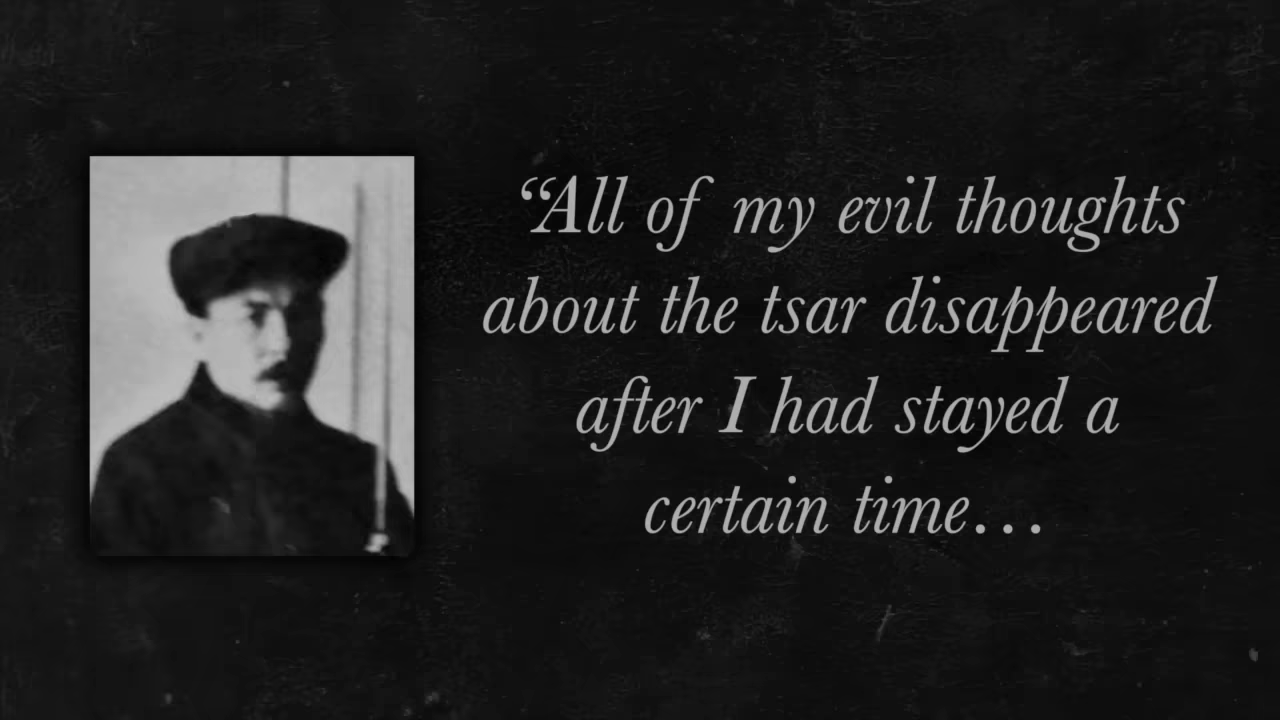 “All of my evil thoughts
about the tsar disappeared
after I had stayed a
certain time...